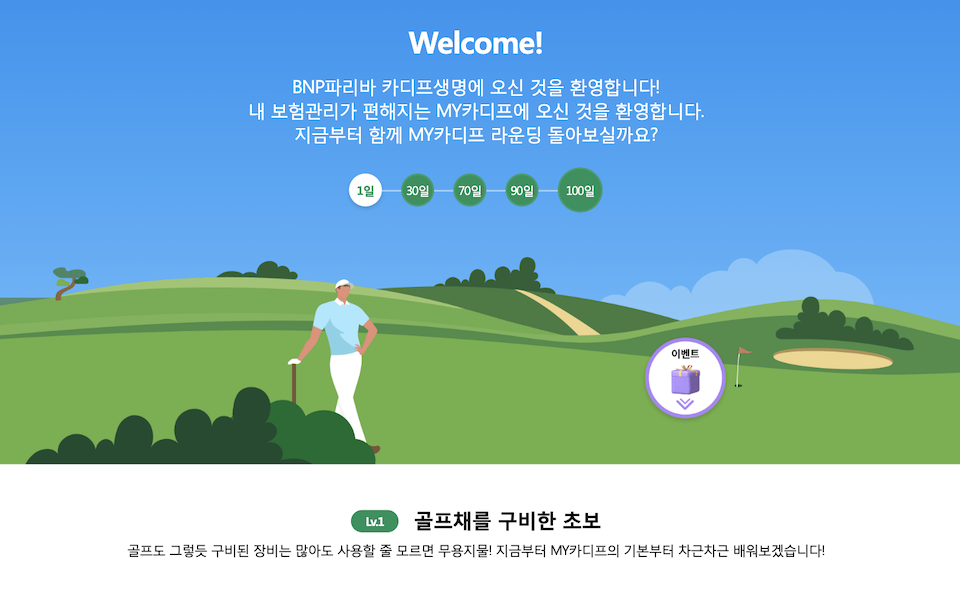 Welcome!
BNP파리바 카디프생명에 오신 것을 환영합니다!
내 보험관리가 편해지는 MY카디프에 오신 것을 환영합니다.
지금부터 함께 MY카디프 라운딩 돌아보실까요?
1일 30일 70일 90일 100일
이벤트
Lv.1 골프채를 구비한 초보
골프도 그렇듯 구비된 장비는 많아도 사용할 줄 모르면 무용지물! 지금부터 MY카디프의 기본부터 차근차근 배워보겠습니다!